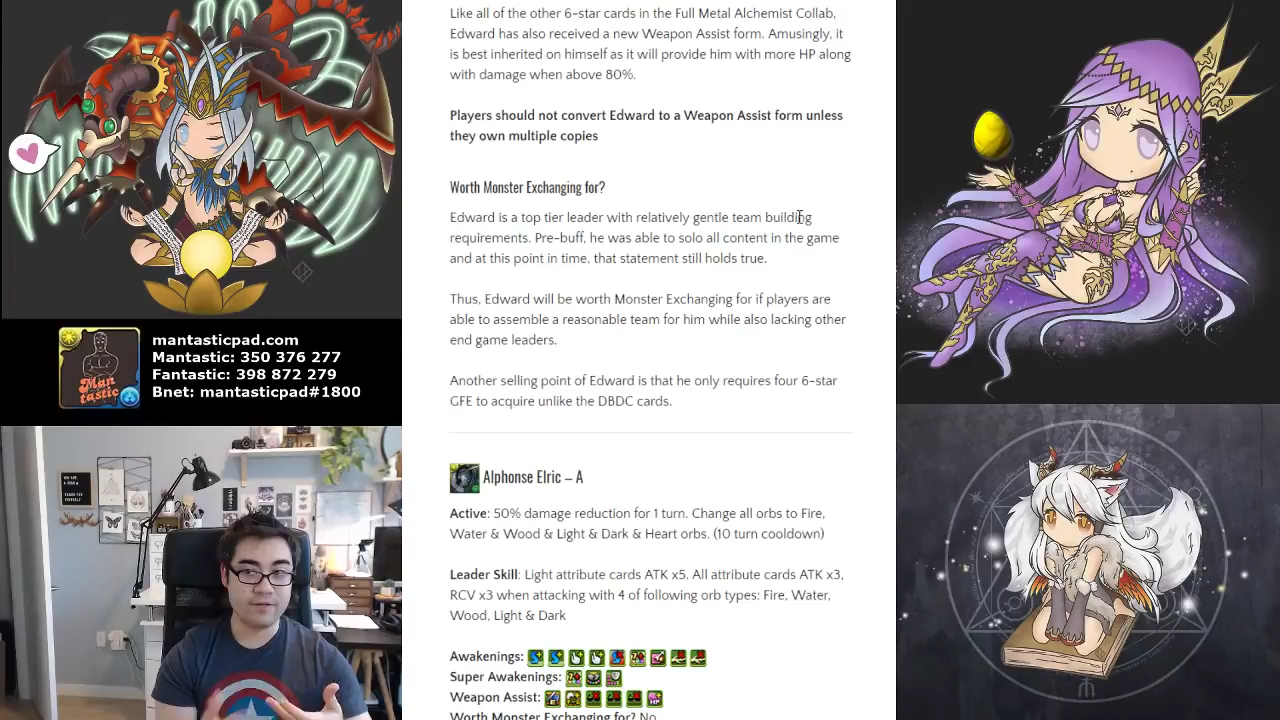 Like all of the other 6-star cards in the Full Metal Alchemist Collab,
Edward has also received a new Weapon Assist form. Amusingly, it
is best inherited on himself as it will provide him with more HP along
with damage when above 80%.
Players should not convert Edward to a Weapon Assist form unless
they own multiple copies
Worth Monster Exchanging for?
Edward is a top tier leader with relatively gentle team building
requirements. Pre-buff, he was able to solo all content in the game
and at this point in time, that statement still holds true.
Thus, Edward will be worth Monster Exchanging for if players are
able to assemble a reasonable team for him while also lacking other
end game leaders.
Another selling point of Edward is that he only requires four 6-star
GFE to acquire unlike the DBDC cards.
Alphonse Elric – A
Active: 50% damage reduction for 1 turn. Change all orbs to Fire,
Water & Wood & Light & Dark & Heart orbs. (10 turn cooldown)
Leader Skill: Light attribute cards ATK x5. All attribute cards ATK x3,
RCV x3 when attacking with 4 of following orb types: Fire, Water,
Wood, Light & Dark
Awakenings:
Super Awakenings:
Weapon Assist:
Worth Monster Exchanging for? No
mantasticpad.com
Mantastic: 350 376 277
Fantastic: 398 872 279
Bnet: mantasticpad#1800
Man
tastic